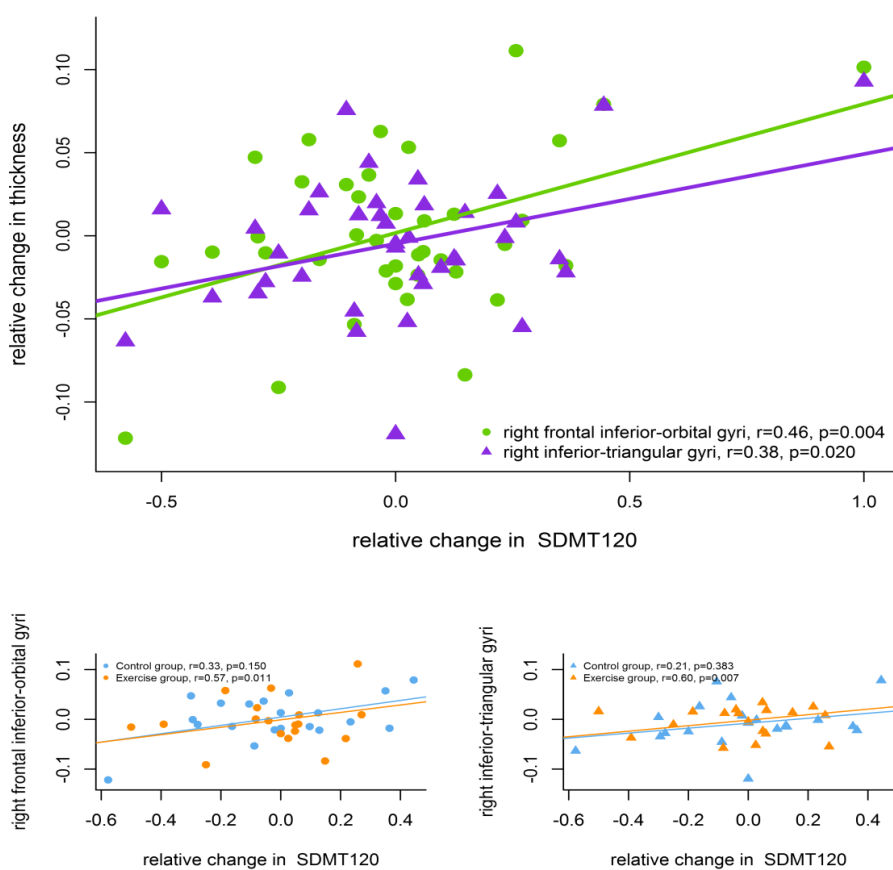 relative change in thickness
0.10
0.05
0.00
-0.05
-0.10
right frontal inferior-orbital gyri, r=0.46, p=0.004
right inferior-triangular gyri, r=0.38, p=0.020
-0.5 0.0 0.5 1.0
relative change in SDMT120
right frontal inferior-orbital gyri
0.1
0.0
-0.1
Control group, r=0.33, p=0.150
Exercise group, r=0.57, p=0.011
-0.6 -0.4 -0.2 0.0 0.2 0.4
relative change in SDMT120
right inferior-triangular gyri
0.1
0.0
-0.1
Control group, r=0.21, p=0.383
Exercise group, r=0.60, p=0.007
-0.6 -0.4 -0.2 0.0 0.2 0.4
relative change in SDMT120